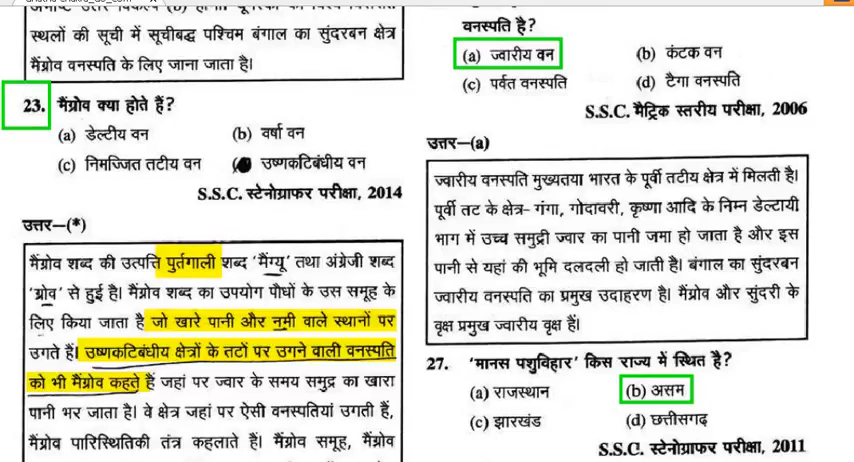 स्थलों की सूची में सूचीबद्ध पश्चिम बंगाल का सुंदरबन क्षेत्र
मैंग्रोव वनस्पति के लिए जाना जाता है।
23. मैंग्रोव क्या होते हैं?
(a) डेल्टीय वन (b) वर्षा वन
(c) निमज्जित तटीय वन उष्णकटिबंधीय वन
S.S.C. स्टेनोग्राफर परीक्षा, 2014
उत्तर—(*)
मैंग्रोव शब्द की उत्पत्ति पुर्तगाली शब्द 'मैंग्यू' तथा अंग्रेजी शब्द
'ग्रोव' से हुई है। मैंग्रोव शब्द का उपयोग पौधों के उस समूह के
लिए किया जाता है जो खारे पानी और नमी वाले स्थानों पर
उगते हैं। उष्णकटिबंधीय क्षेत्रों के तटों पर उगने वाली वनस्पति
को भी मैंग्रोव कहते हैं जहां पर ज्वार के समय समुद्र का खारा
पानी भर जाता है। वे क्षेत्र जहां पर ऐसी वनस्पतियां उगती हैं,
मैंग्रोव पारिस्थितिकी तंत्र कहलाते हैं। मैंग्रोव समूह, मैंग्रोव
वनस्पति है?
(a) ज्वारीय वन (b) कंटक वन
(c) पर्वत वनस्पति (d) टैगा वनस्पति
S.S.C. मैट्रिक स्तरीय परीक्षा, 2006
उत्तर—(a)
ज्वारीय वनस्पति मुख्यतया भारत के पूर्वी तटीय क्षेत्र में मिलती है।
पूर्वी तट के क्षेत्र- गंगा, गोदावरी, कृष्णा आदि के निम्न डेल्टायी
भाग में उच्च समुद्री ज्वार का पानी जमा हो जाता है और इस
पानी से यहां की भूमि दलदली हो जाती है। बंगाल का सुंदरबन
ज्वारीय वनस्पति का प्रमुख उदाहरण है। मैंग्रोव और सुंदरी के
वृक्ष प्रमुख ज्वारीय वृक्ष हैं।
27. 'मानस पशुविहार' किस राज्य में स्थित है?
(a) राजस्थान (b) असम
(c) झारखंड (d) छत्तीसगढ़
S.S.C. स्टेनोग्राफर परीक्षा, 2011